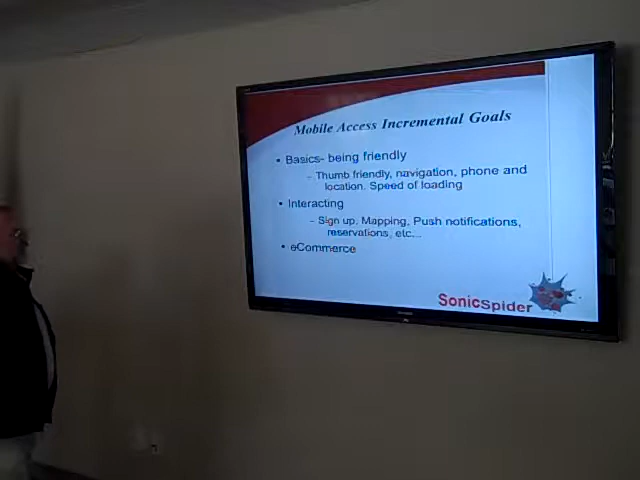 Mobile Access Incremental Goals
• Basics- being friendly
- Thumb friendly, navigation, phone and
location. Speed of loading
• Interacting
- Sign up, Mapping, Push notifications,
reservations, etc...
• eCommerce
Sonicspider